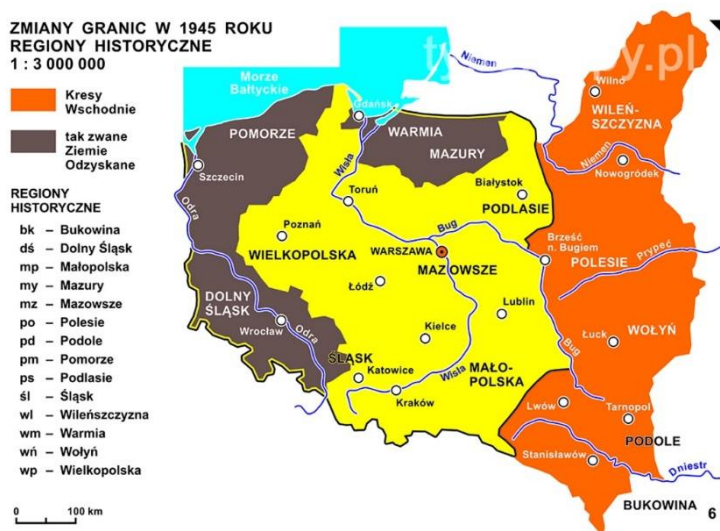 ZMIANY GRANIC W 1945 ROKU
REGIONY HISTORYCZNE
1 : 3 000 000
Kresy
Wschodnie
tak zwane
Ziemie
Odzyskane
REGIONY
HISTORYCZNE
bk – Bukowina
dś – Dolny Śląsk
mp – Małopolska
my – Mazury
mz – Mazowsze
po – Polesie
pd – Podole
pm – Pomorze
ps – Podlasie
śl – Śląsk
wl – Wileńszczyzna
wm – Warmia
wń – Wołyń
wp – Wielkopolska
0 100 km
Morze
Bałtyckie
Niemen
Wilno
WILEŃ-
SZCZYZNA
Gdańsk
POMORZE
WARMIA
MAZURY
Szczecin
Wisła
Niemen
Nowogródek
Odra
Toruń
Białystok
PODLASIE
Poznań
Bug
WIELKOPOLSKA
WARSZAWA
MAZOWSZE
Brześć
n. Bugiem
POLESIE
Prypeć
Łódź
DOLNY
ŚLĄSK
Wrocław
Odra
Lublin
Kielce
Łuck
WOŁYŃ
Bug
ŚLĄSK
Katowice
Wisła
MAŁO-
POLSKA
Kraków
Lwów
Tarnopol
PODOLE
Stanisławów
Dniestr
BUKOWINA
6